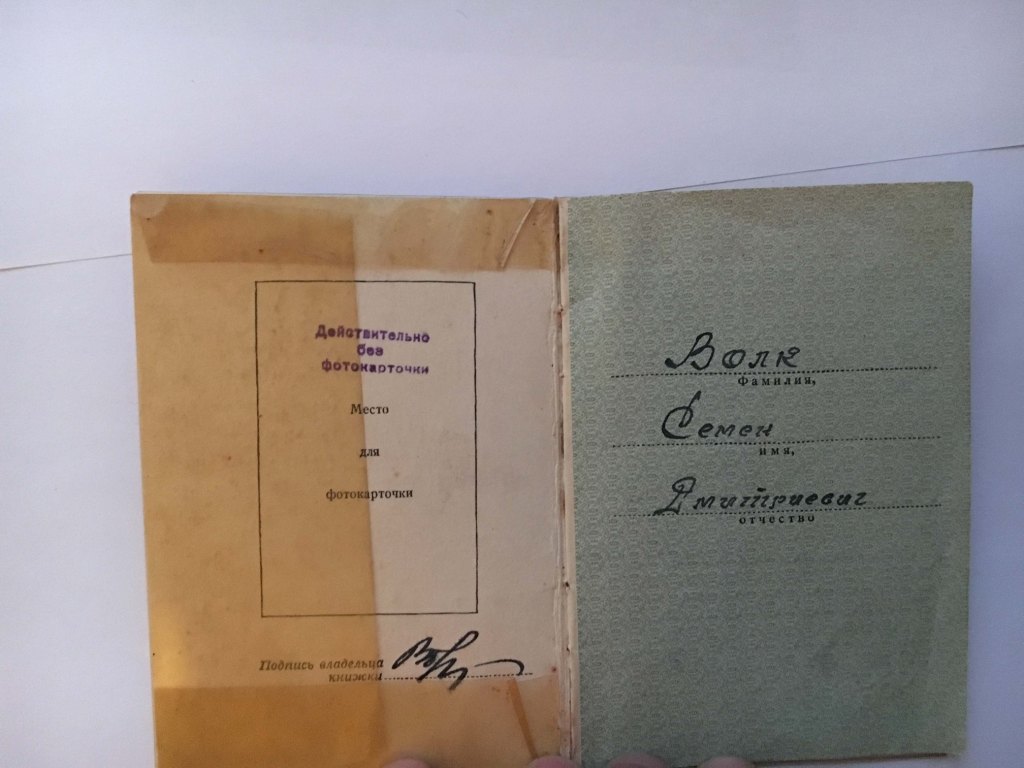 Действительно
без
фотокарточки
Место
для
фотокарточки
Подпись владельца
книжки
Волк
Фамилия,
Семен
имя,
Дмитриевич
отчество